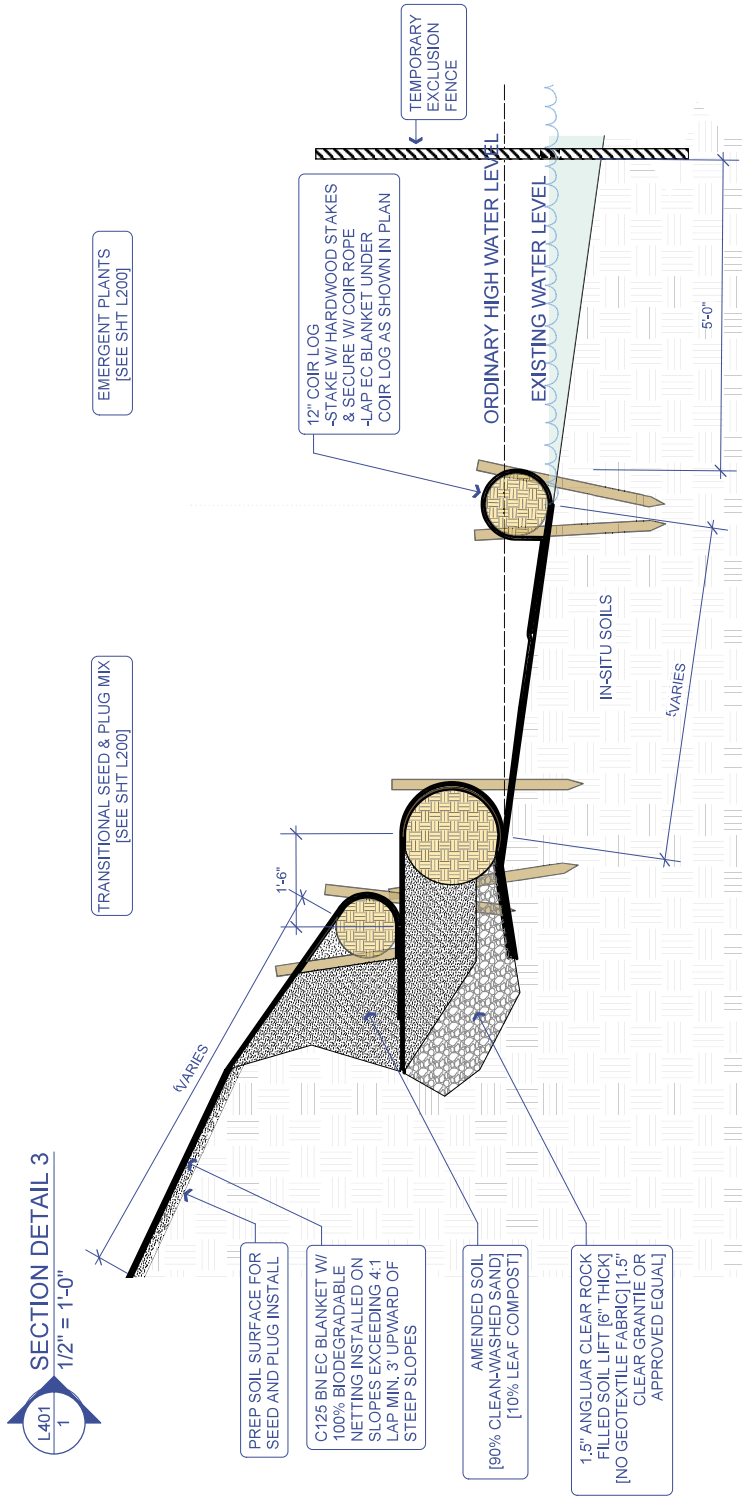 L401
1
SECTION DETAIL 3
1/2" = 1'-0"
PREP SOIL SURFACE FOR
SEED AND PLUG INSTALL
C125 BN EC BLANKET W/
100% BIODEGRADABLE
NETTING INSTALLED ON
SLOPES EXCEEDING 4:1
LAP MIN. 3' UPWARD OF
STEEP SLOPES
AMENDED SOIL
[90% CLEAN-WASHED SAND]
[10% LEAF COMPOST]
1.5" ANGLUAR CLEAR ROCK
FILLED SOIL LIFT [6" THICK]
[NO GEOTEXTILE FABRIC] [1.5"
CLEAR GRANTIE OR
APPROVED EQUAL]
VARIES
1'-6"
TRANSITIONAL SEED & PLUG MIX
[SEE SHT L200]
EMERGENT PLANTS
[SEE SHT L200]
12" COIR LOG
-STAKE W/ HARDWOOD STAKES
& SECURE W/ COIR ROPE
-LAP EC BLANKET UNDER
COIR LOG AS SHOWN IN PLAN
TEMPORARY
EXCLUSION
FENCE
ORDINARY HIGH WATER LEVEL
EXISTING WATER LEVEL
IN-SITU SOILS
VARIES
5'-0"